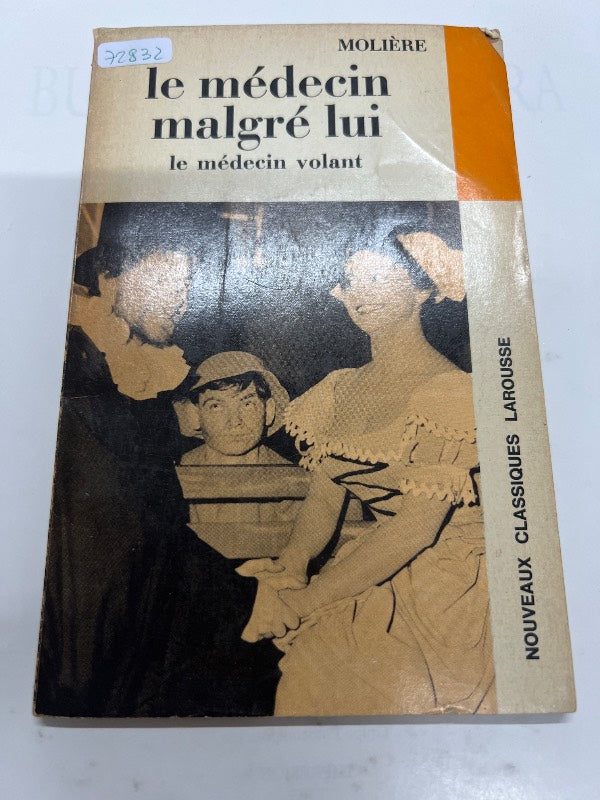 72832
MOLIÈRE
le médecin
malgré lui
le médecin volant
NOUVEAUX CLASSIQUES LAROUSSE